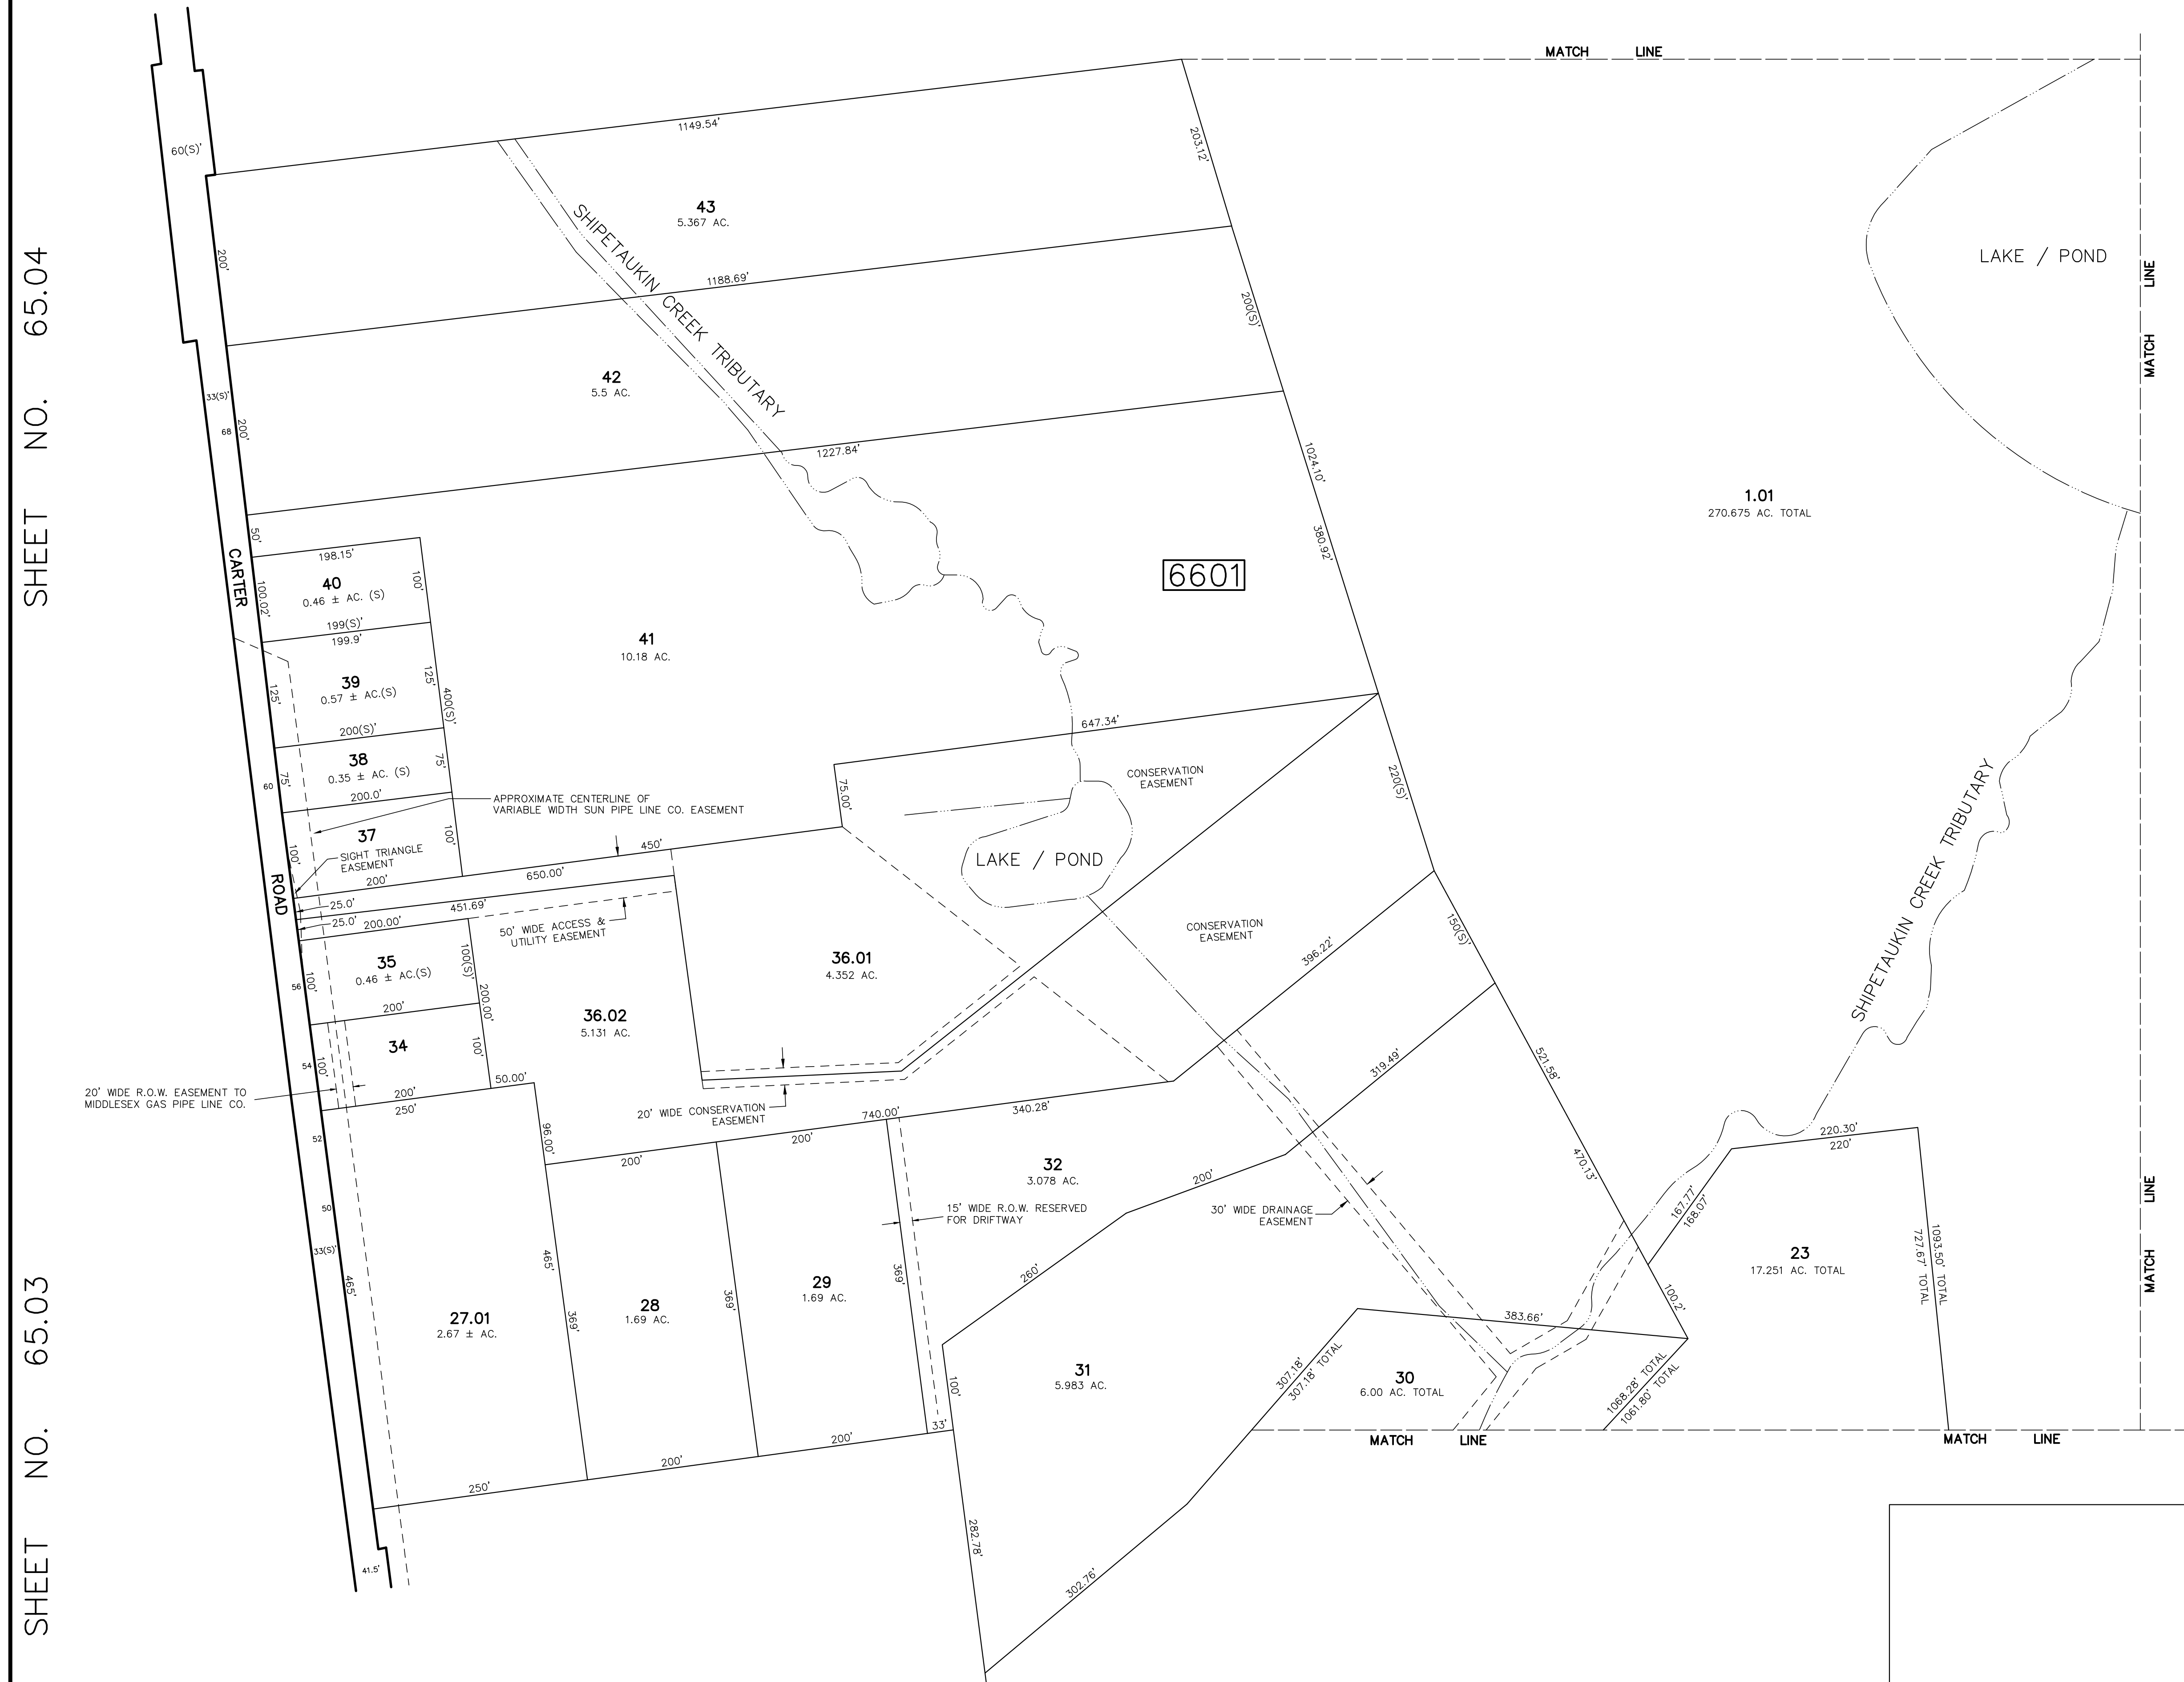 MATCH LINE
60(S)'
1149.54'
203.12'
43
5.367 AC.
SHIPETAUKIN CREEK TRIBUTARY
LAKE / POND
MATCH LINE
200'
1188.69'
200(S)'
SHEET NO. 65.04
42
5.5 AC.
33(S)'
68
200'
1227.84'
1024.10'
380.92'
1.01
270.675 AC. TOTAL
50'
198.15'
CARTER
40
0.46 ± AC. (S)
100'
100.02'
6601
199(S)'
199.9'
41
10.18 AC.
39
0.57 ± AC.(S)
125'
125'
400(S)'
200(S)'
647.34'
38
0.35 ± AC. (S)
75'
75'
60
200.0'
APPROXIMATE CENTERLINE OF
VARIABLE WIDTH SUN PIPE LINE CO. EASEMENT
75.00'
CONSERVATION
EASEMENT
220(S)'
37
100'
100'
SIGHT TRIANGLE
EASEMENT
450'
LAKE / POND
ROAD
200'
650.00'
25.0'
451.69'
25.0'
200.00'
50' WIDE ACCESS &
UTILITY EASEMENT
CONSERVATION
EASEMENT
150(S)'
396.22'
SHIPETAUKIN CREEK TRIBUTARY
35
0.46 ± AC.(S)
100(S)'
56
100'
200.00'
200'
36.01
4.352 AC.
36.02
5.131 AC.
34
100'
54
100'
521.58'
319.49'
20' WIDE R.O.W. EASEMENT TO
MIDDLESEX GAS PIPE LINE CO.
200'
50.00'
250'
20' WIDE CONSERVATION
EASEMENT
740.00'
340.28'
52
96.00'
200'
200'
220.30'
220'
32
3.078 AC.
200'
470.13'
167.77'
168.07'
50
15' WIDE R.O.W. RESERVED
FOR DRIFTWAY
30' WIDE DRAINAGE
EASEMENT
MATCH LINE
33(S)'
465'
465'
369'
369'
369'
260'
23
17.251 AC. TOTAL
1093.50' TOTAL
727.67' TOTAL
27.01
2.67 ± AC.
28
1.69 AC.
29
1.69 AC.
100.2'
383.66'
SHEET NO. 65.03
31
5.983 AC.
100'
307.18'
307.18' TOTAL
30
6.00 AC. TOTAL
1068.28' TOTAL
1061.80' TOTAL
33'
200'
200'
250'
MATCH LINE
MATCH LINE
282.78'
302.76'
41.5'